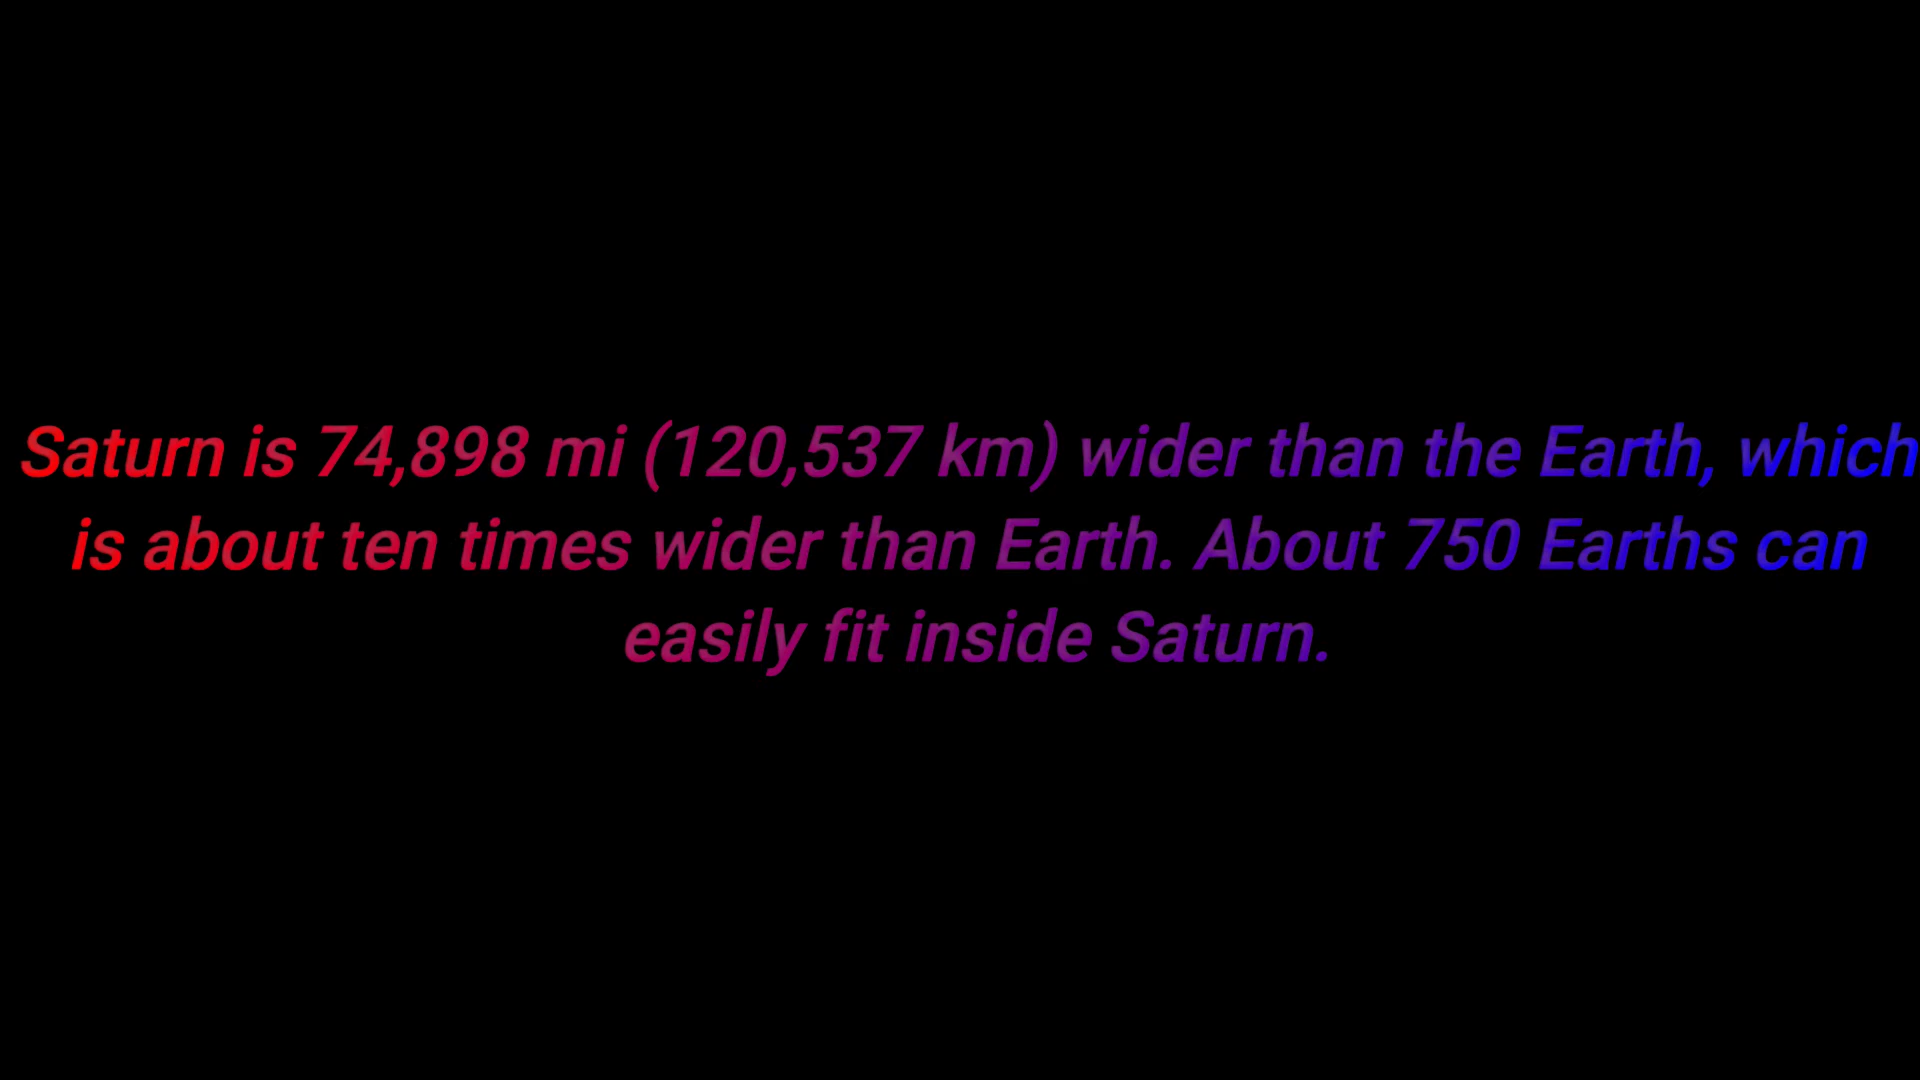 Saturn is 74,898 mi (120,537 km) wider than the Earth, which
is about ten times wider than Earth. About 750 Earths can
easily fit inside Saturn.